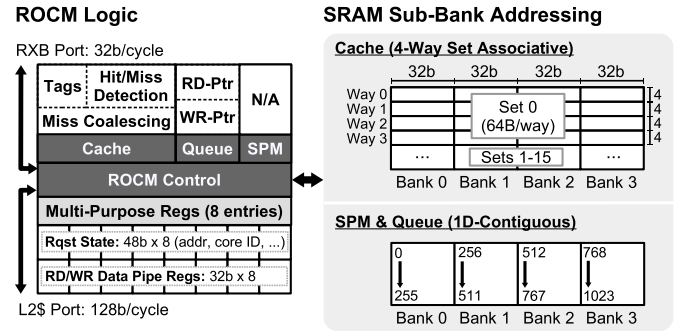 ROCM Logic
RXB Port: 32b/cycle
Tags
Hit/Miss
Detection
Miss Coalescing
RD-Ptr
WR-Ptr
N/A
Cache
Queue
SPM
ROCM Control
Multi-Purpose Regs (8 entries)
Rqst State: 48b x 8 (addr, core ID, ...)
RD/WR Data Pipe Regs: 32b x 8
L2$ Port: 128b/cycle
SRAM Sub-Bank Addressing
Cache (4-Way Set Associative)
32b 32b 32b 32b
Way 0
Way 1
Way 2
Way 3
Set 0
(64B/way)
4
4
4
4
... Sets 1-15 ...
Bank 0 Bank 1 Bank 2 Bank 3
SPM & Queue (1D-Contiguous)
0 256 512 768
255 511 767 1023
Bank 0 Bank 1 Bank 2 Bank 3